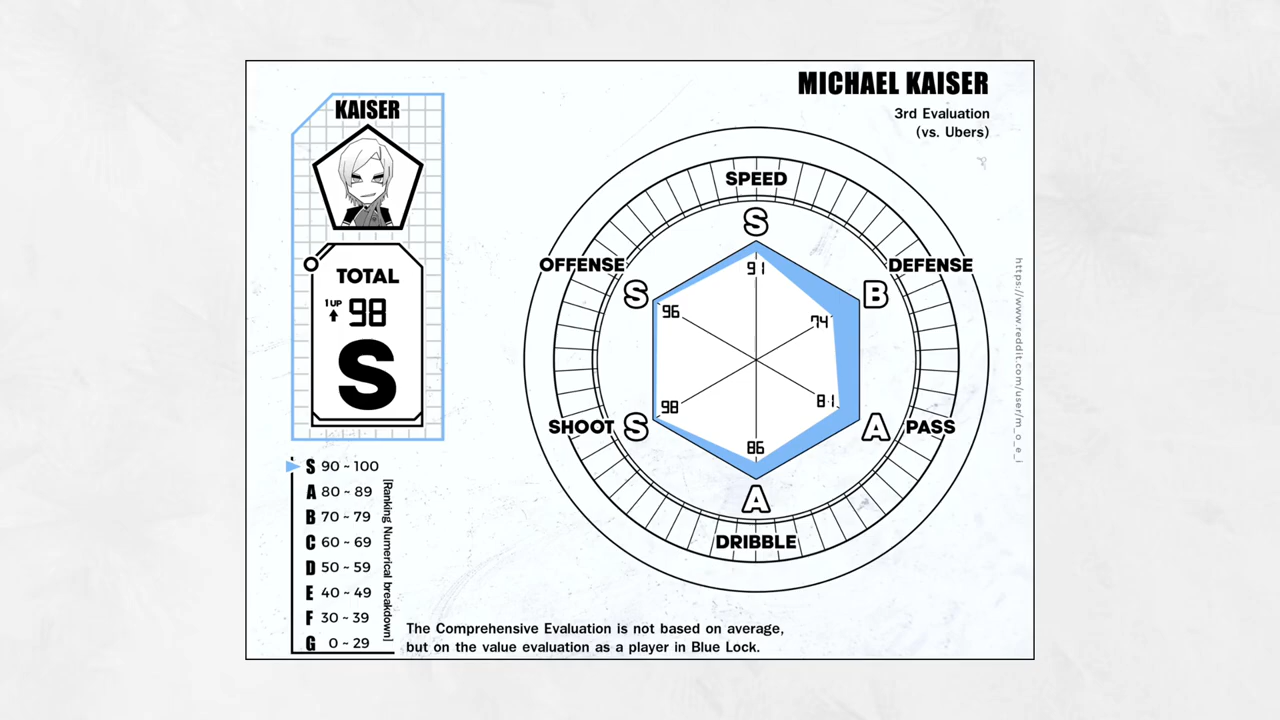 MICHAEL KAISER
3rd Evaluation
(vs. Ubers)
KAISER
TOTAL
1UP 98
S
SPEED
S
91
DEFENSE
B
74
PASS
A
81
DRIBBLE
A
86
SHOOT
S
98
OFFENSE
S
96
S 90 ~ 100
A 80 ~ 89
B 70 ~ 79
C 60 ~ 69
D 50 ~ 59
E 40 ~ 49
F 30 ~ 39
G 0 ~ 29
[Ranking Numerical breakdown]
The Comprehensive Evaluation is not based on average,
but on the value evaluation as a player in Blue Lock.
https://www.reddit.com/user/m_o_e_i